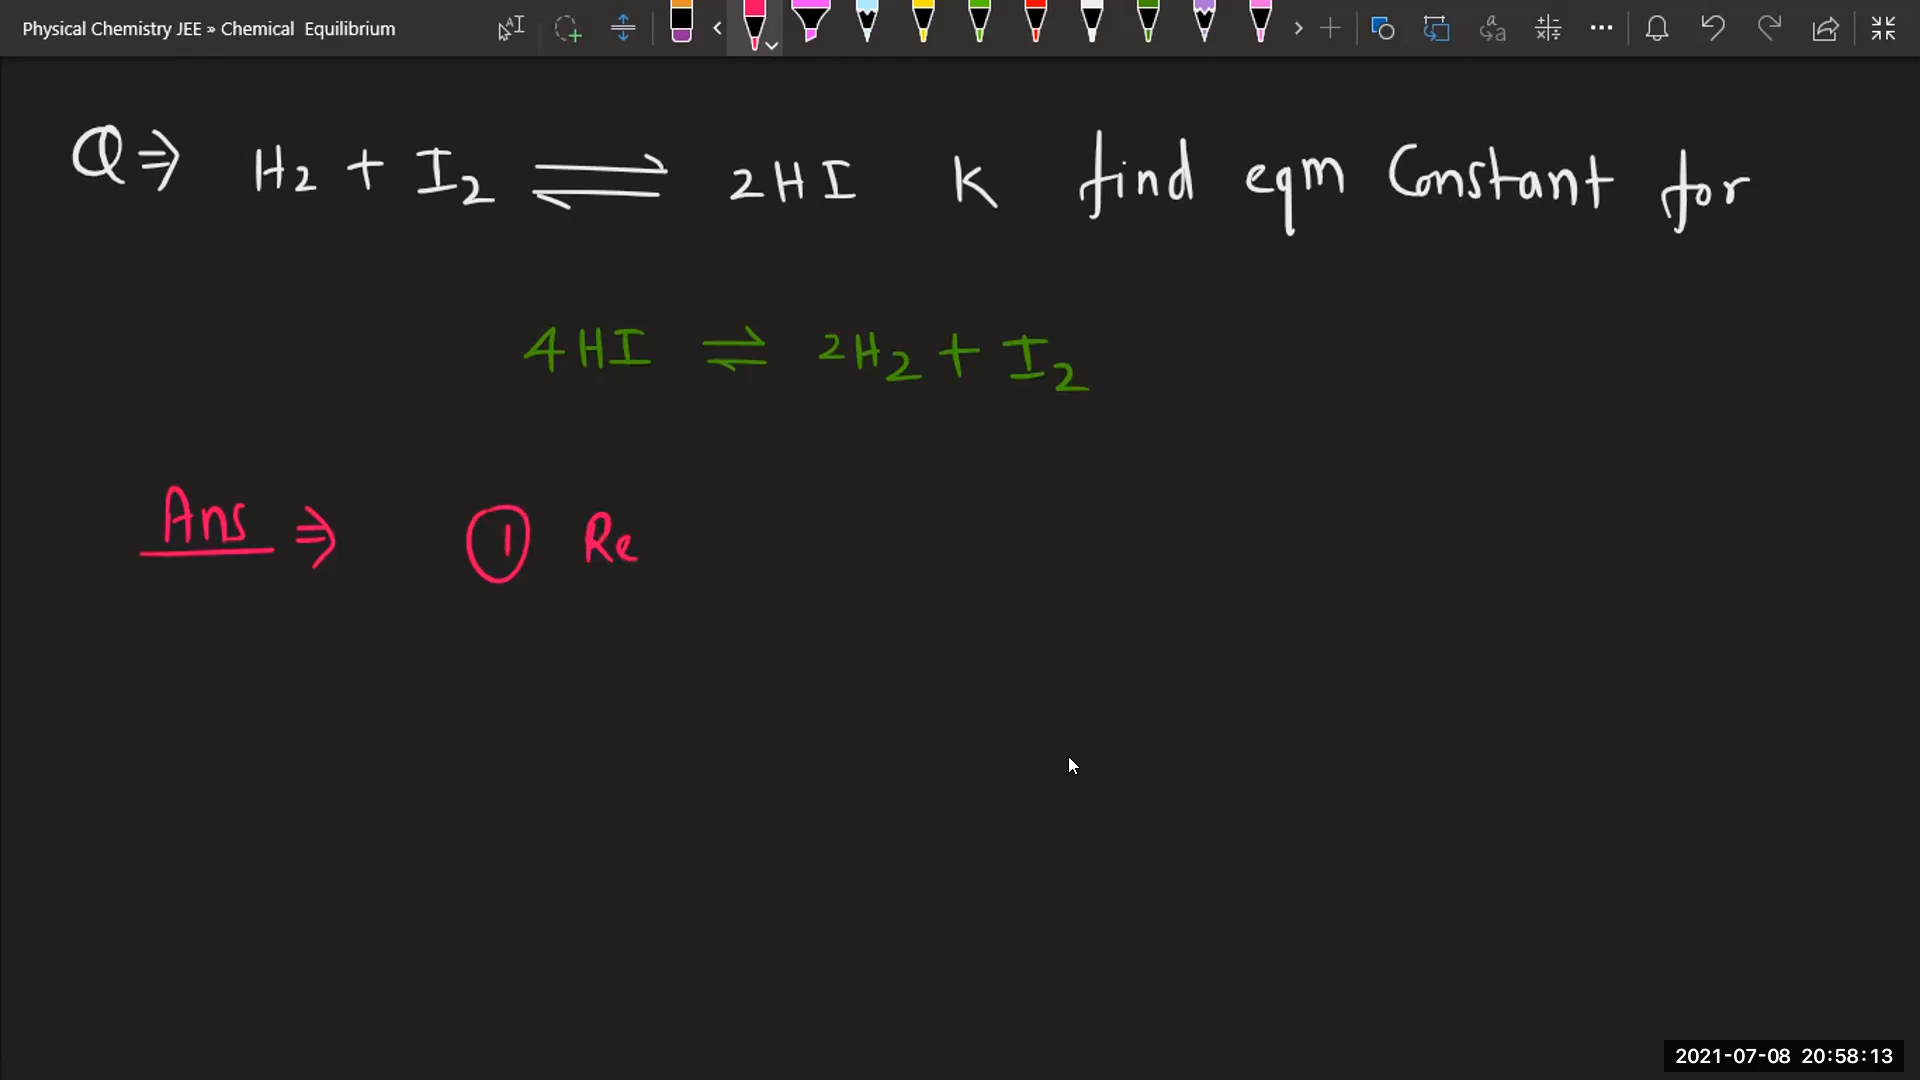 Physical Chemistry JEE » Chemical Equilibrium
Q⇒ H₂ + I₂ ⇌ 2HI K find eqm Constant for
4HI ⇌ 2H₂ + I₂
Ans ⇒ ① Re
2021-07-08 20:58:13